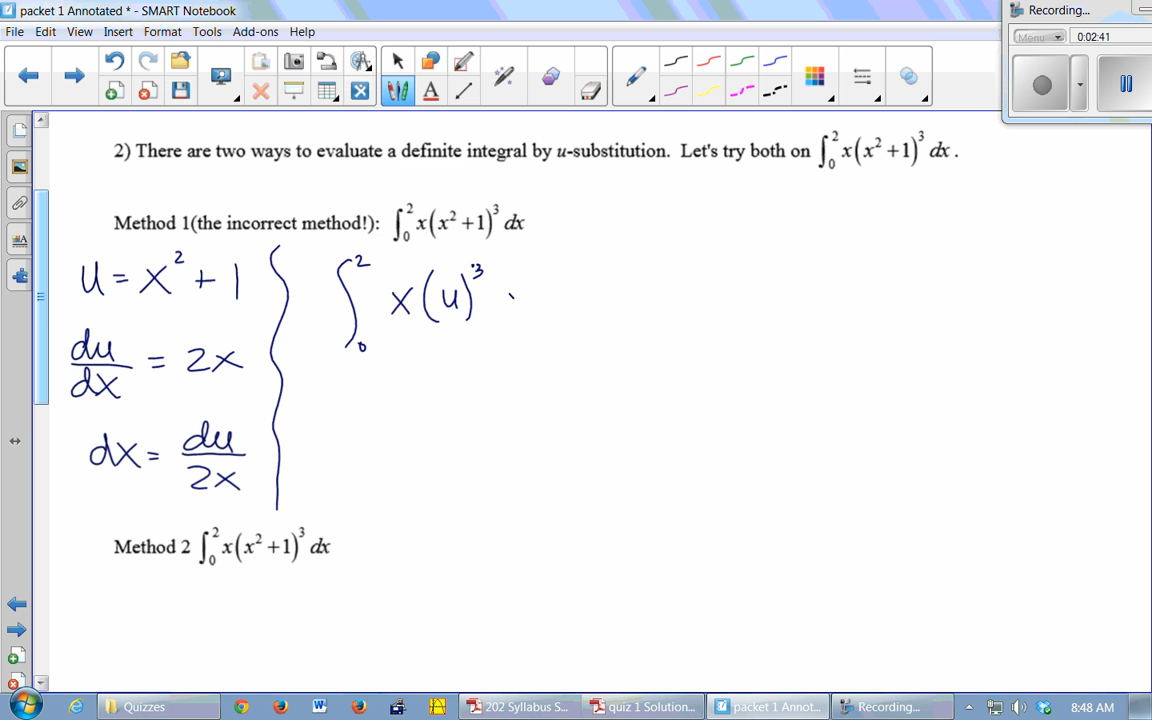 packet 1 Annotated * - SMART Notebook
Recording...
File Edit View Insert Format Tools Add-ons Help
Menu
0:02:41
A
2) There are two ways to evaluate a definite integral by u-substitution. Let's try both on ∫₀² x(x² +1)³ dx .
Method 1(the incorrect method!): ∫₀² x(x² +1)³ dx
u = x² + 1
∫₀² x(u)³ ·
du/dx = 2x
dx = du/2x
Method 2 ∫₀² x(x² +1)³ dx
Quizzes
202 Syllabus S...
quiz 1 Solution...
packet 1 Annot...
Recording...
8:48 AM